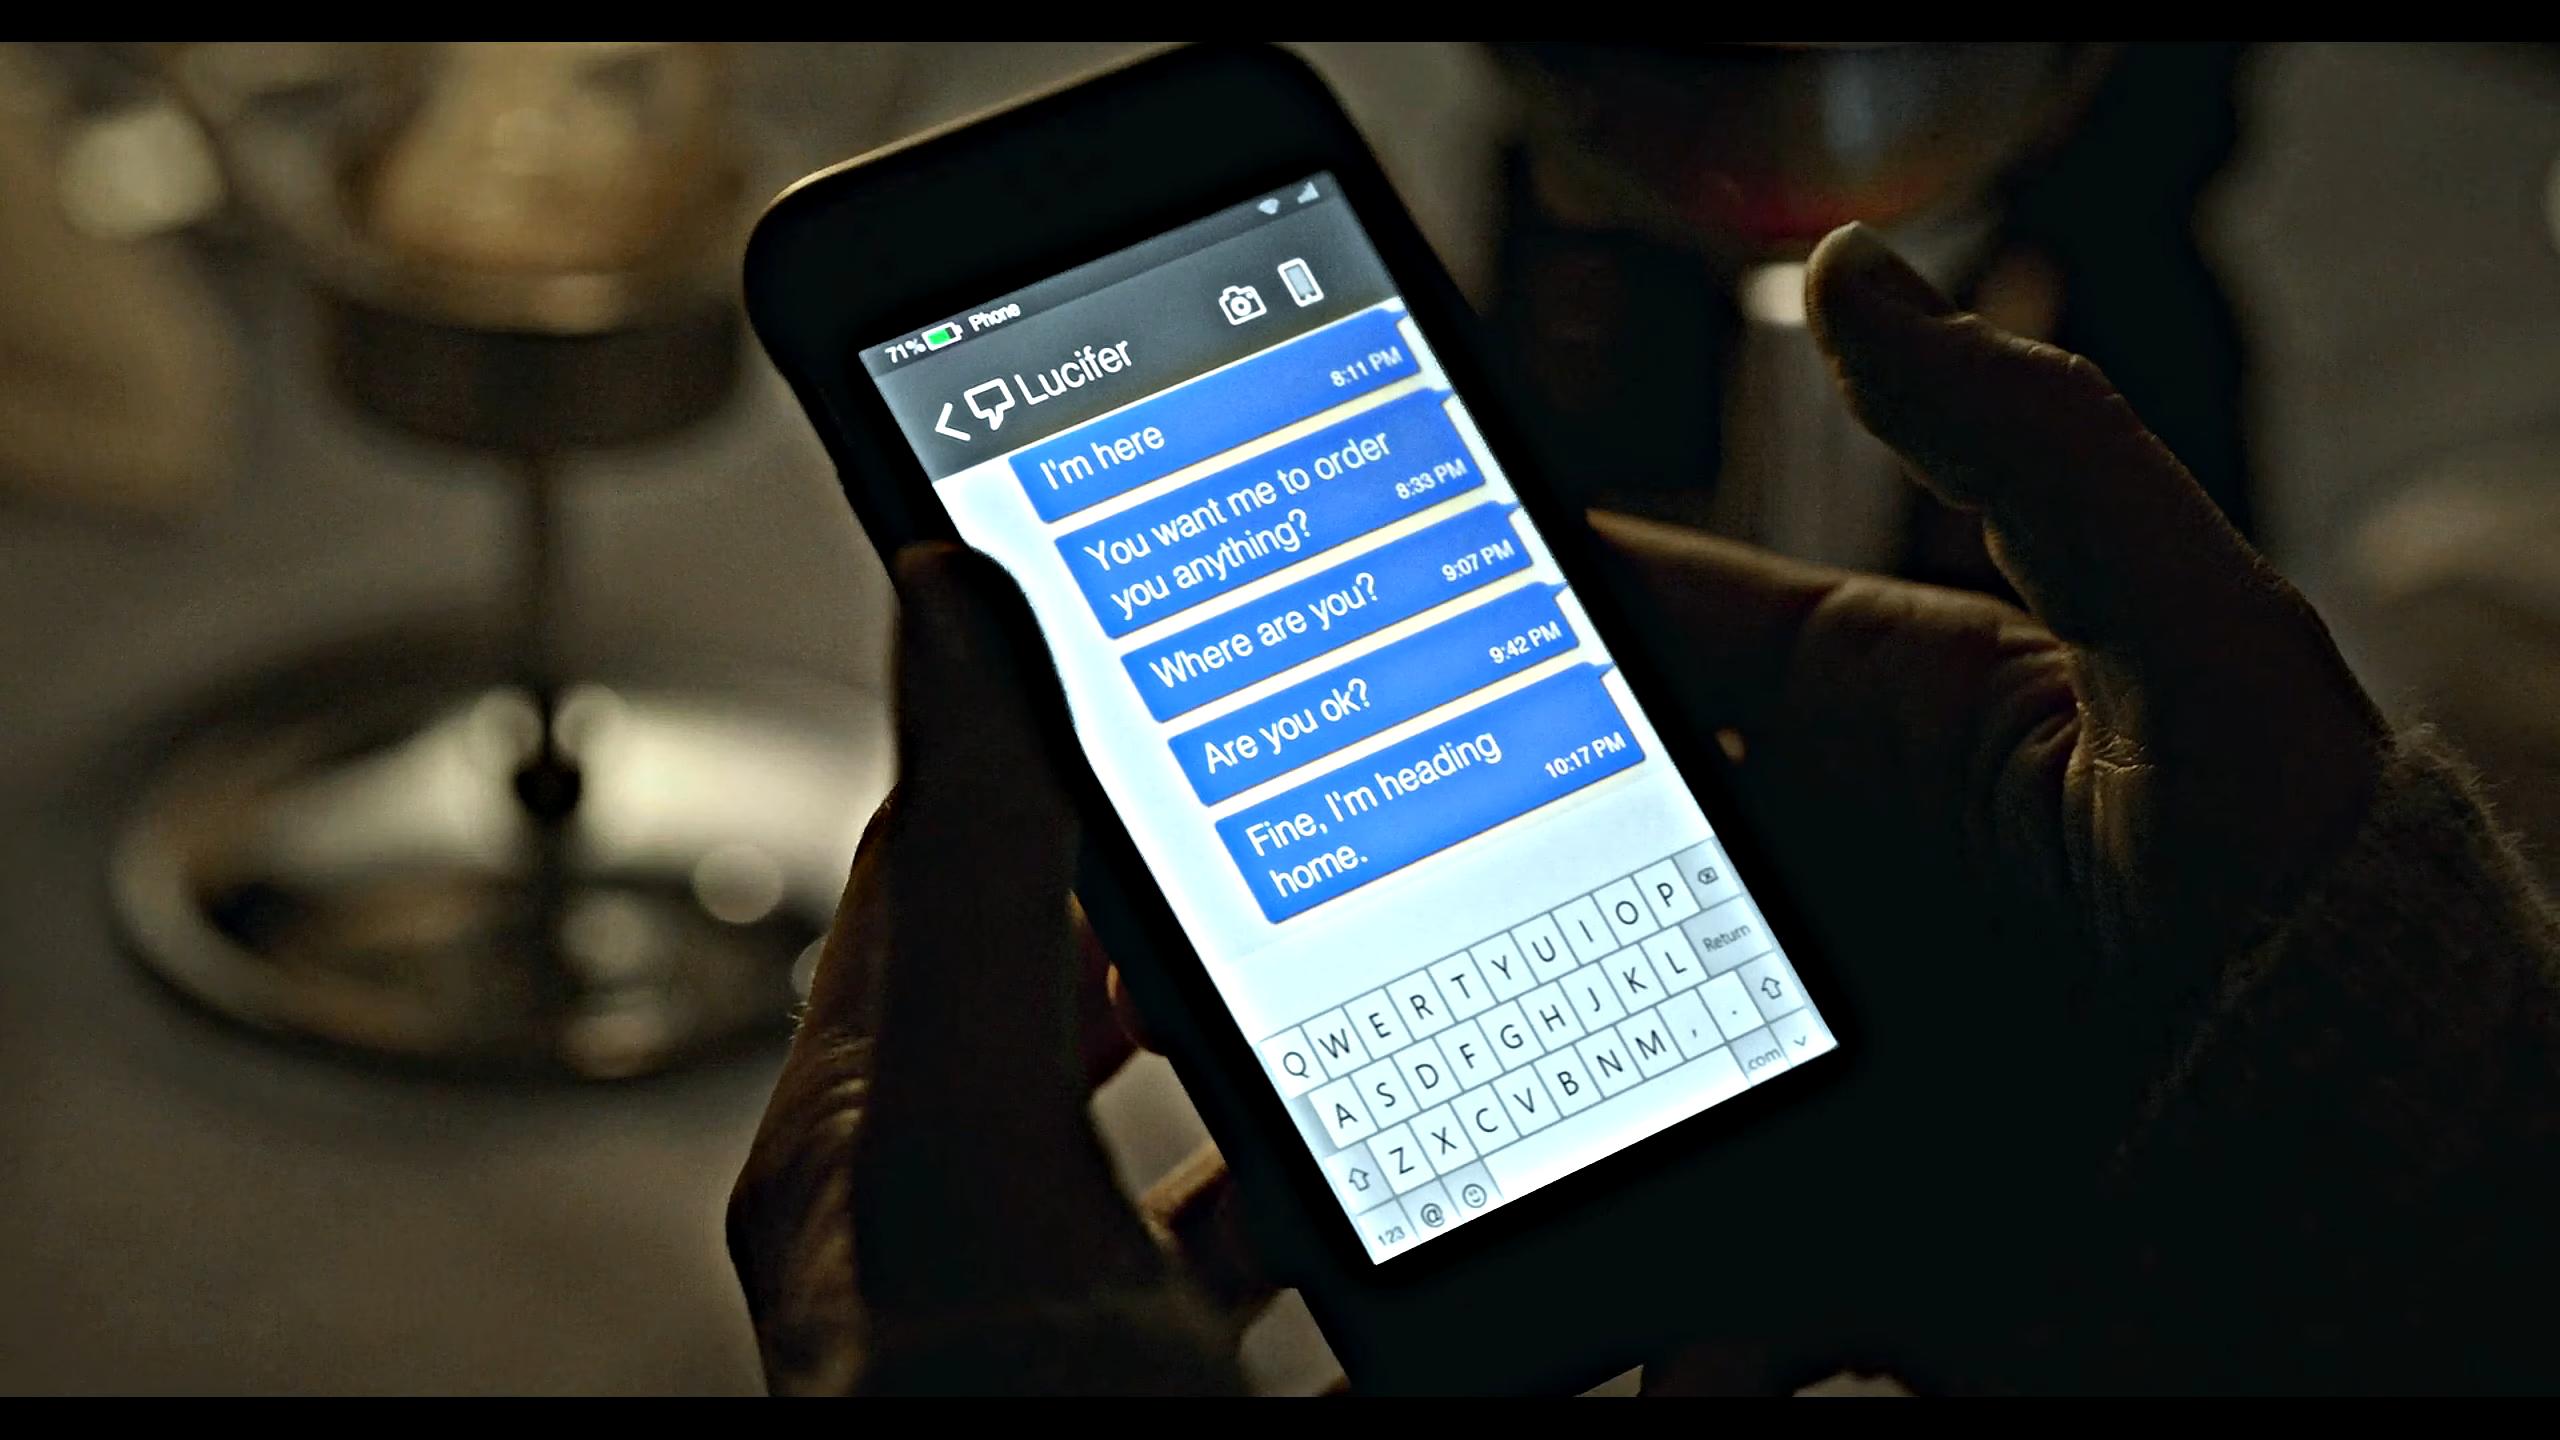 71% Phone
Lucifer
8:11 PM
I'm here
You want me to order
8:33 PM
you anything?
9:07 PM
Where are you?
9:42 PM
Are you ok?
Fine, I'm heading
10:17 PM
home.
Q W E R T Y U I O P
A S D F G H J K L Return
Z X C V B N M , .
123 @ .com